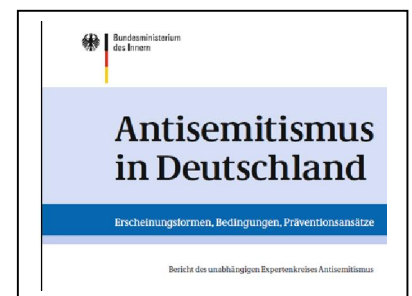 Bundesministerium
des Innern
Antisemitismus
in Deutschland
Erscheinungsformen, Bedingungen, Präventionsansätze
Bericht des unabhängigen Expertenkreises Antisemitismus